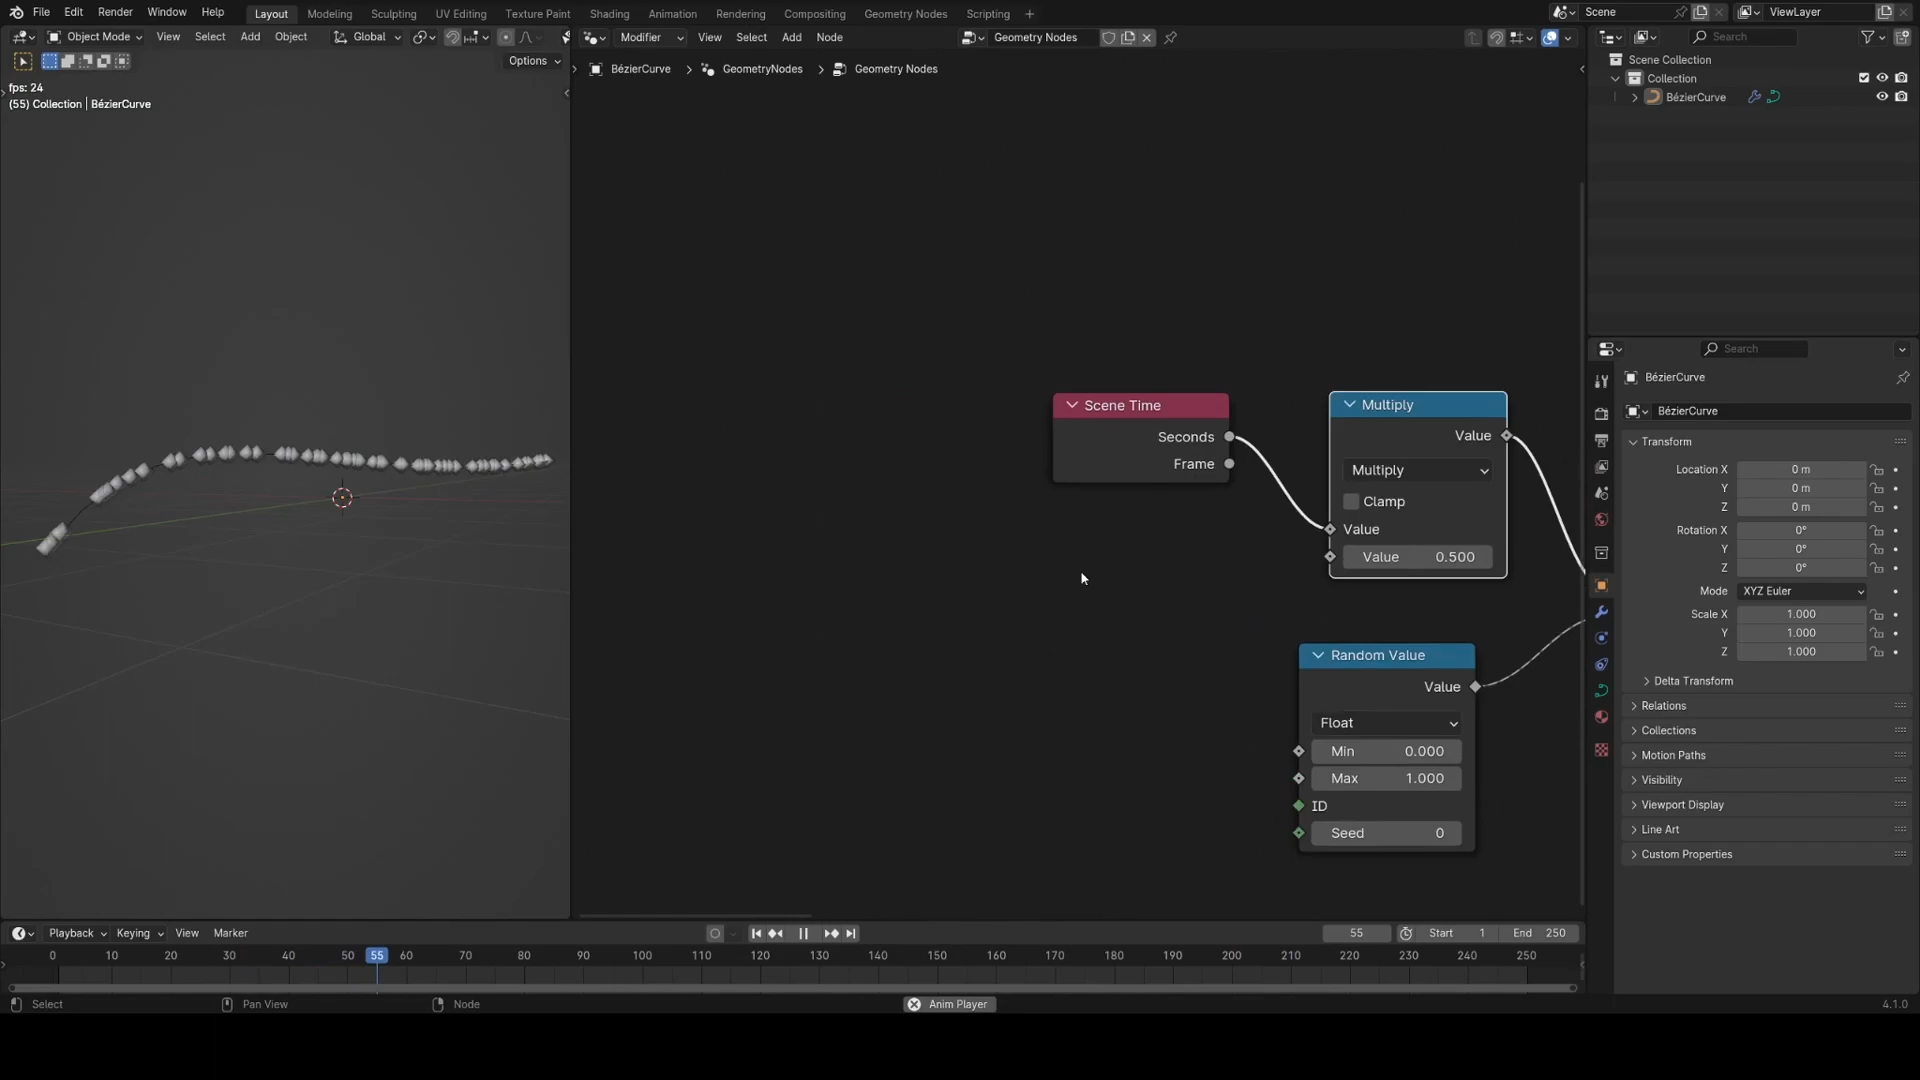 File Edit Render Window Help Layout Modeling Sculpting UV Editing Texture Paint Shading Animation Rendering Compositing Geometry Nodes Scripting + Scene ViewLayer
Object Mode View Select Add Object Global Modifier View Select Add Node Geometry Nodes Search
Options
BézierCurve > GeometryNodes > Geometry Nodes
fps: 24
(55) Collection | BézierCurve
Scene Collection
Collection
BézierCurve
Scene Time
Seconds
Frame
Multiply
Value
Multiply
Clamp
Value
Value 0.500
Random Value
Value
Float
Min 0.000
Max 1.000
ID
Seed 0
Search
BézierCurve
BézierCurve
Transform
Location X 0 m
Y 0 m
Z 0 m
Rotation X 0°
Y 0°
Z 0°
Mode XYZ Euler
Scale X 1.000
Y 1.000
Z 1.000
Delta Transform
Relations
Collections
Motion Paths
Visibility
Viewport Display
Line Art
Custom Properties
Playback Keying View Marker 55 Start 1 End 250
0 10 20 30 40 50 55 60 70 80 90 100 110 120 130 140 150 160 170 180 190 200 210 220 230 240 250
Select Pan View Node Anim Player 4.1.0